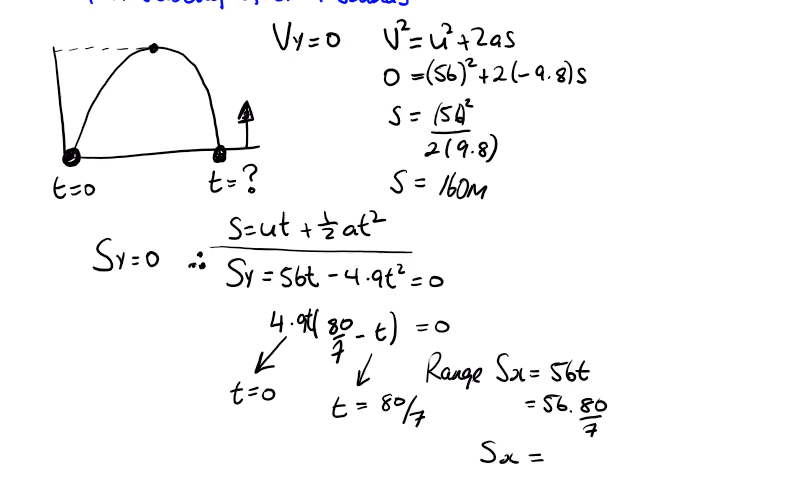 Vy=0
V²=u²+2as
0 =(56)²+2(-9.8)s
s = (56)²
2(9.8)
s = 160m
t=0
t=?
s=ut+½at²
Sy=0 ∴
Sy=56t-4.9t²=0
4.9t(80/7-t)=0
t=0
t=80/7
Range Sx=56t
=56.80/7
Sx=